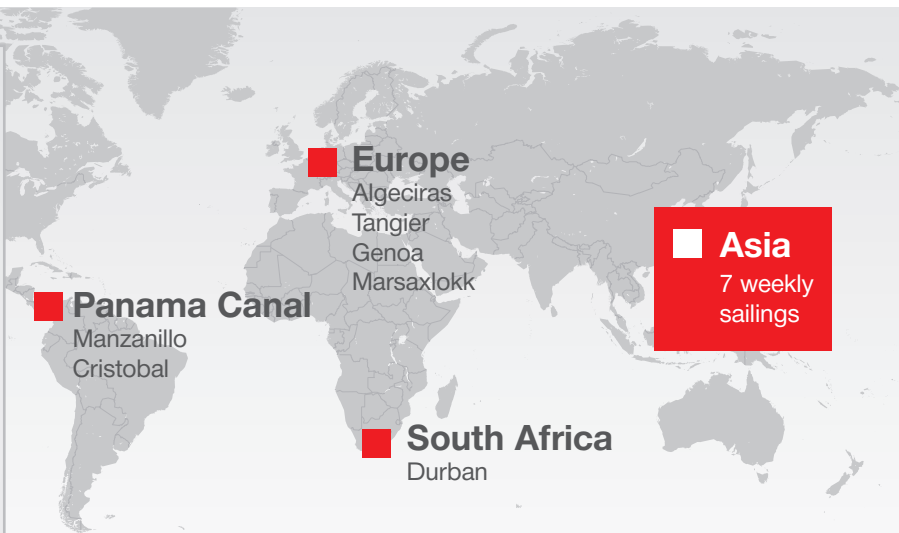 Europe
Algeciras
Tangier
Genoa
Marsaxlokk
Asia
7 weekly
sailings
Panama Canal
Manzanillo
Cristobal
South Africa
Durban